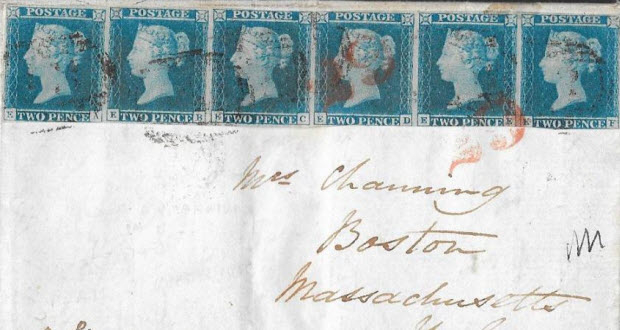 POSTAGE POSTAGE POSTAGE POSTAGE POSTAGE POSTAGE
E TWO PENCE A E TWO PENCE B E TWO PENCE C E TWO PENCE D E TWO PENCE E E TWO PENCE F
Mrs Channing
Boston
Massachusetts